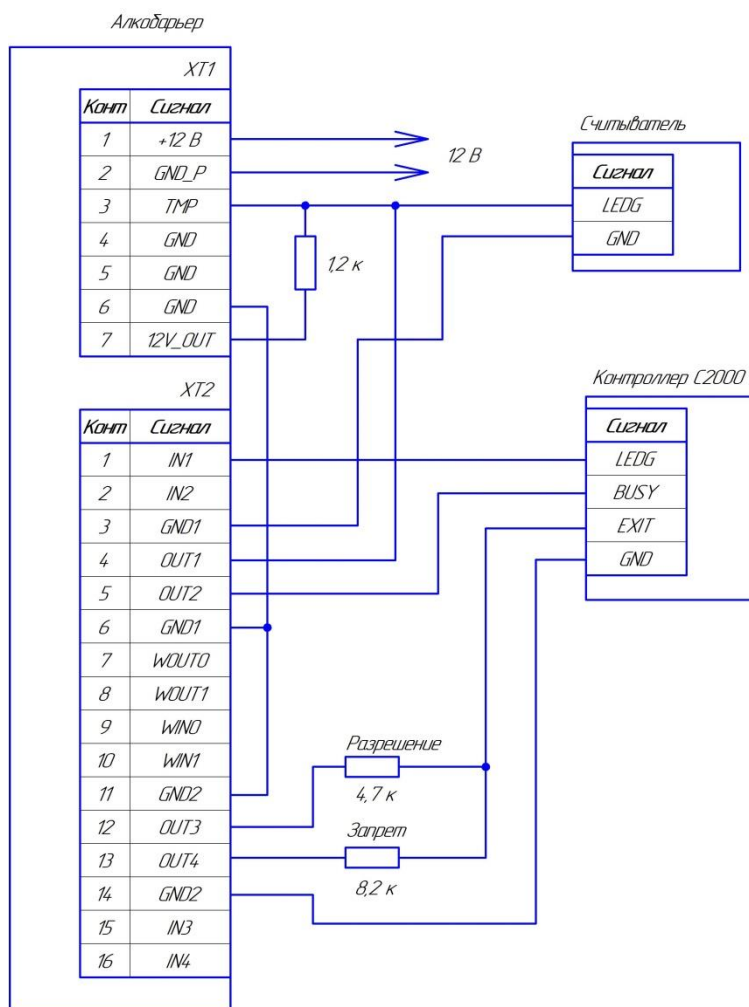 Алкобарьер
XT1
Конт Сигнал
1 +12 В
2 GND_P
3 TMP
4 GND
5 GND
6 GND
7 12V_OUT
12 В
1,2 к
Считыватель
Сигнал
LEDG
GND
XT2
Конт Сигнал
1 IN1
2 IN2
3 GND1
4 OUT1
5 OUT2
6 GND1
7 WOUT0
8 WOUT1
9 WIN0
10 WIN1
11 GND2
12 OUT3
13 OUT4
14 GND2
15 IN3
16 IN4
Контроллер С2000
Сигнал
LEDG
BUSY
EXIT
GND
Разрешение
4,7 к
Запрет
8,2 к